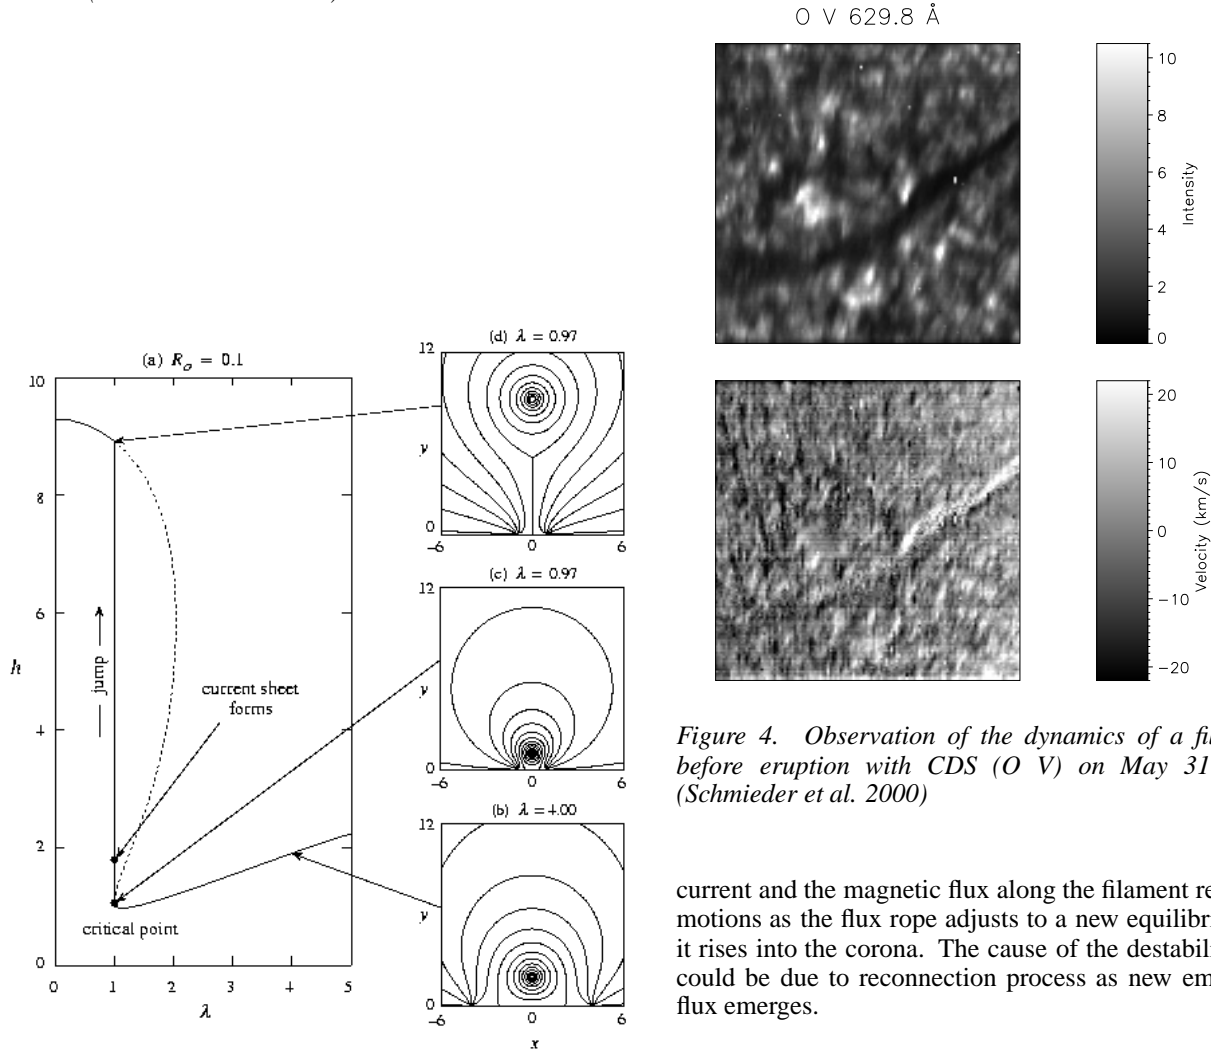 (a) R_σ = 0.1
10
8
6
4
2
0
h
jump
current sheet
forms
critical point
0 1 2 3 4 5
λ
(d) λ = 0.97
12
y
0
−6 0 6
(c) λ = 0.97
12
y
0
(b) λ = 4.00
12
y
0
−6 0 6
x
O V 629.8 Å
10
8
6
4
2
0
Intensity
20
10
0
−10
−20
Velocity (km/s)
Figure 4. Observation of the dynamics of a fil
before eruption with CDS (O V) on May 31
(Schmieder et al. 2000)
current and the magnetic flux along the filament re
motions as the flux rope adjusts to a new equilibri
it rises into the corona. The cause of the destabili
could be due to reconnection process as new em
flux emerges.